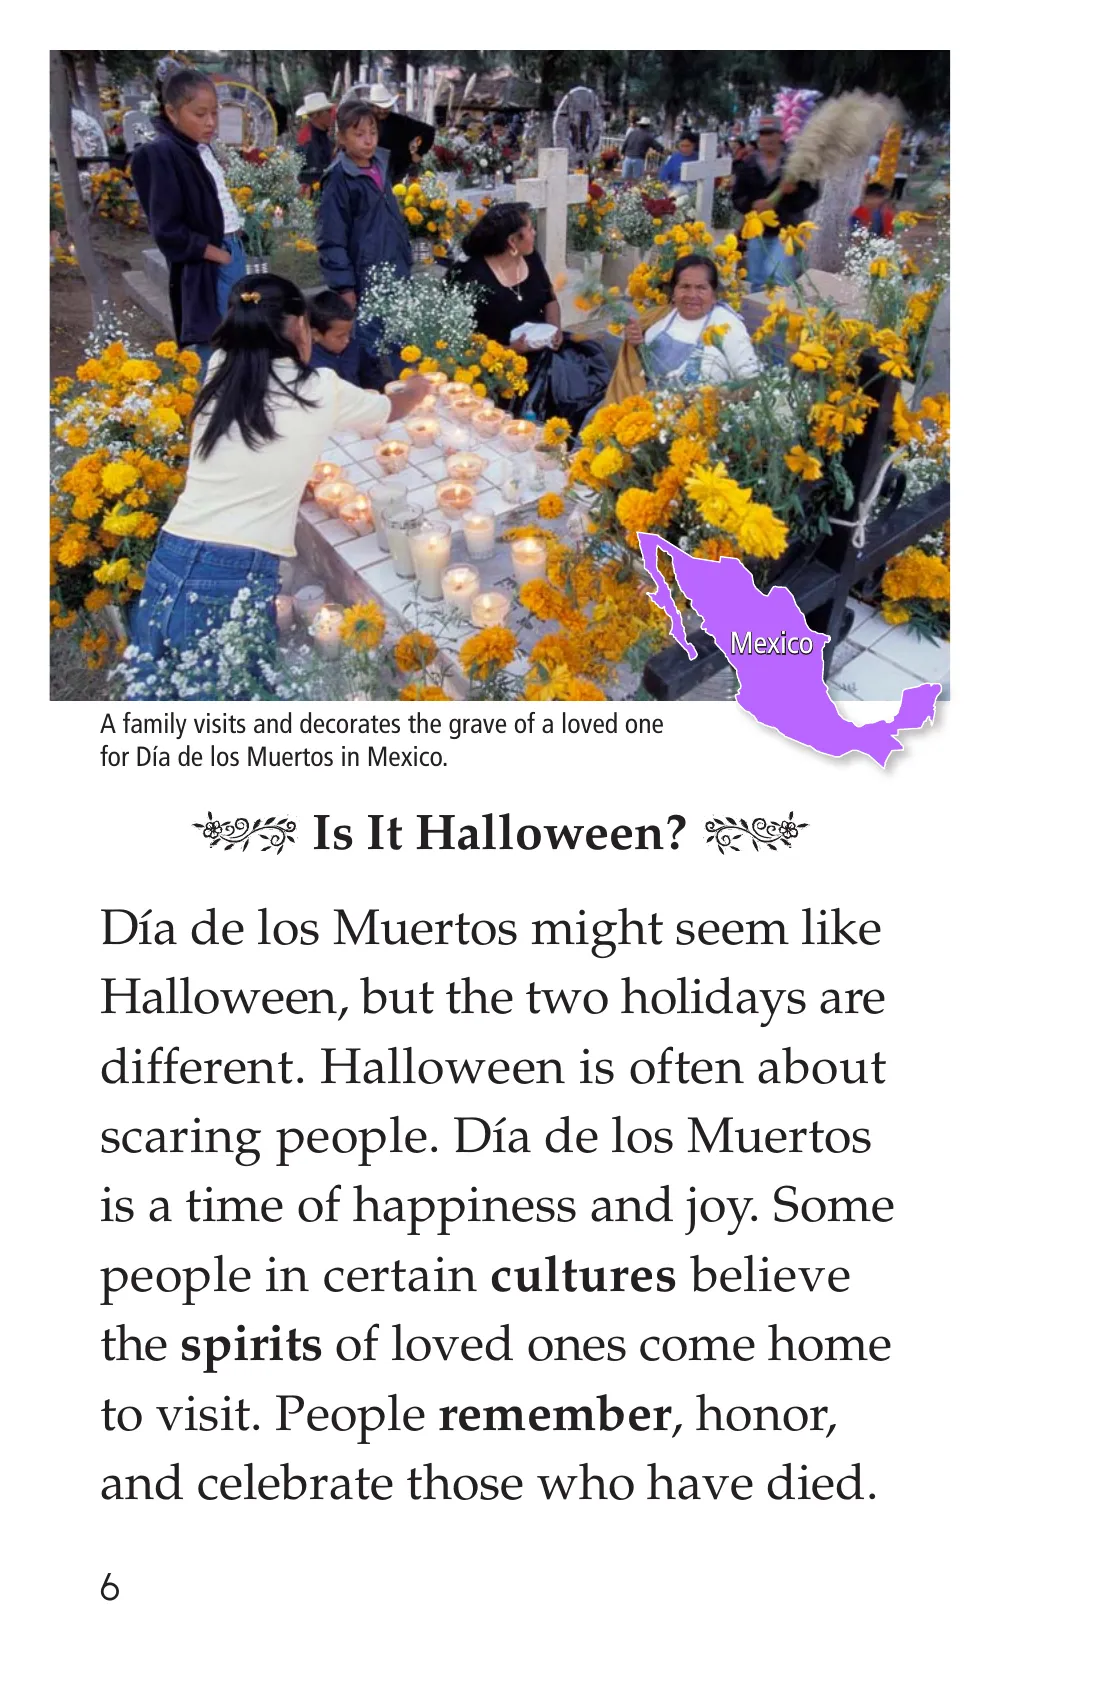 Mexico
A family visits and decorates the grave of a loved one
for Día de los Muertos in Mexico.
Is It Halloween?
Día de los Muertos might seem like
Halloween, but the two holidays are
different. Halloween is often about
scaring people. Día de los Muertos
is a time of happiness and joy. Some
people in certain cultures believe
the spirits of loved ones come home
to visit. People remember, honor,
and celebrate those who have died.
6